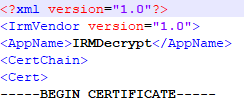 <?xml version="1.0"?>
<IrmVendor version="1.0">
<AppName>IRMDecrypt</AppName>
<CertChain>
<Cert>
-----BEGIN CERTIFICATE-----